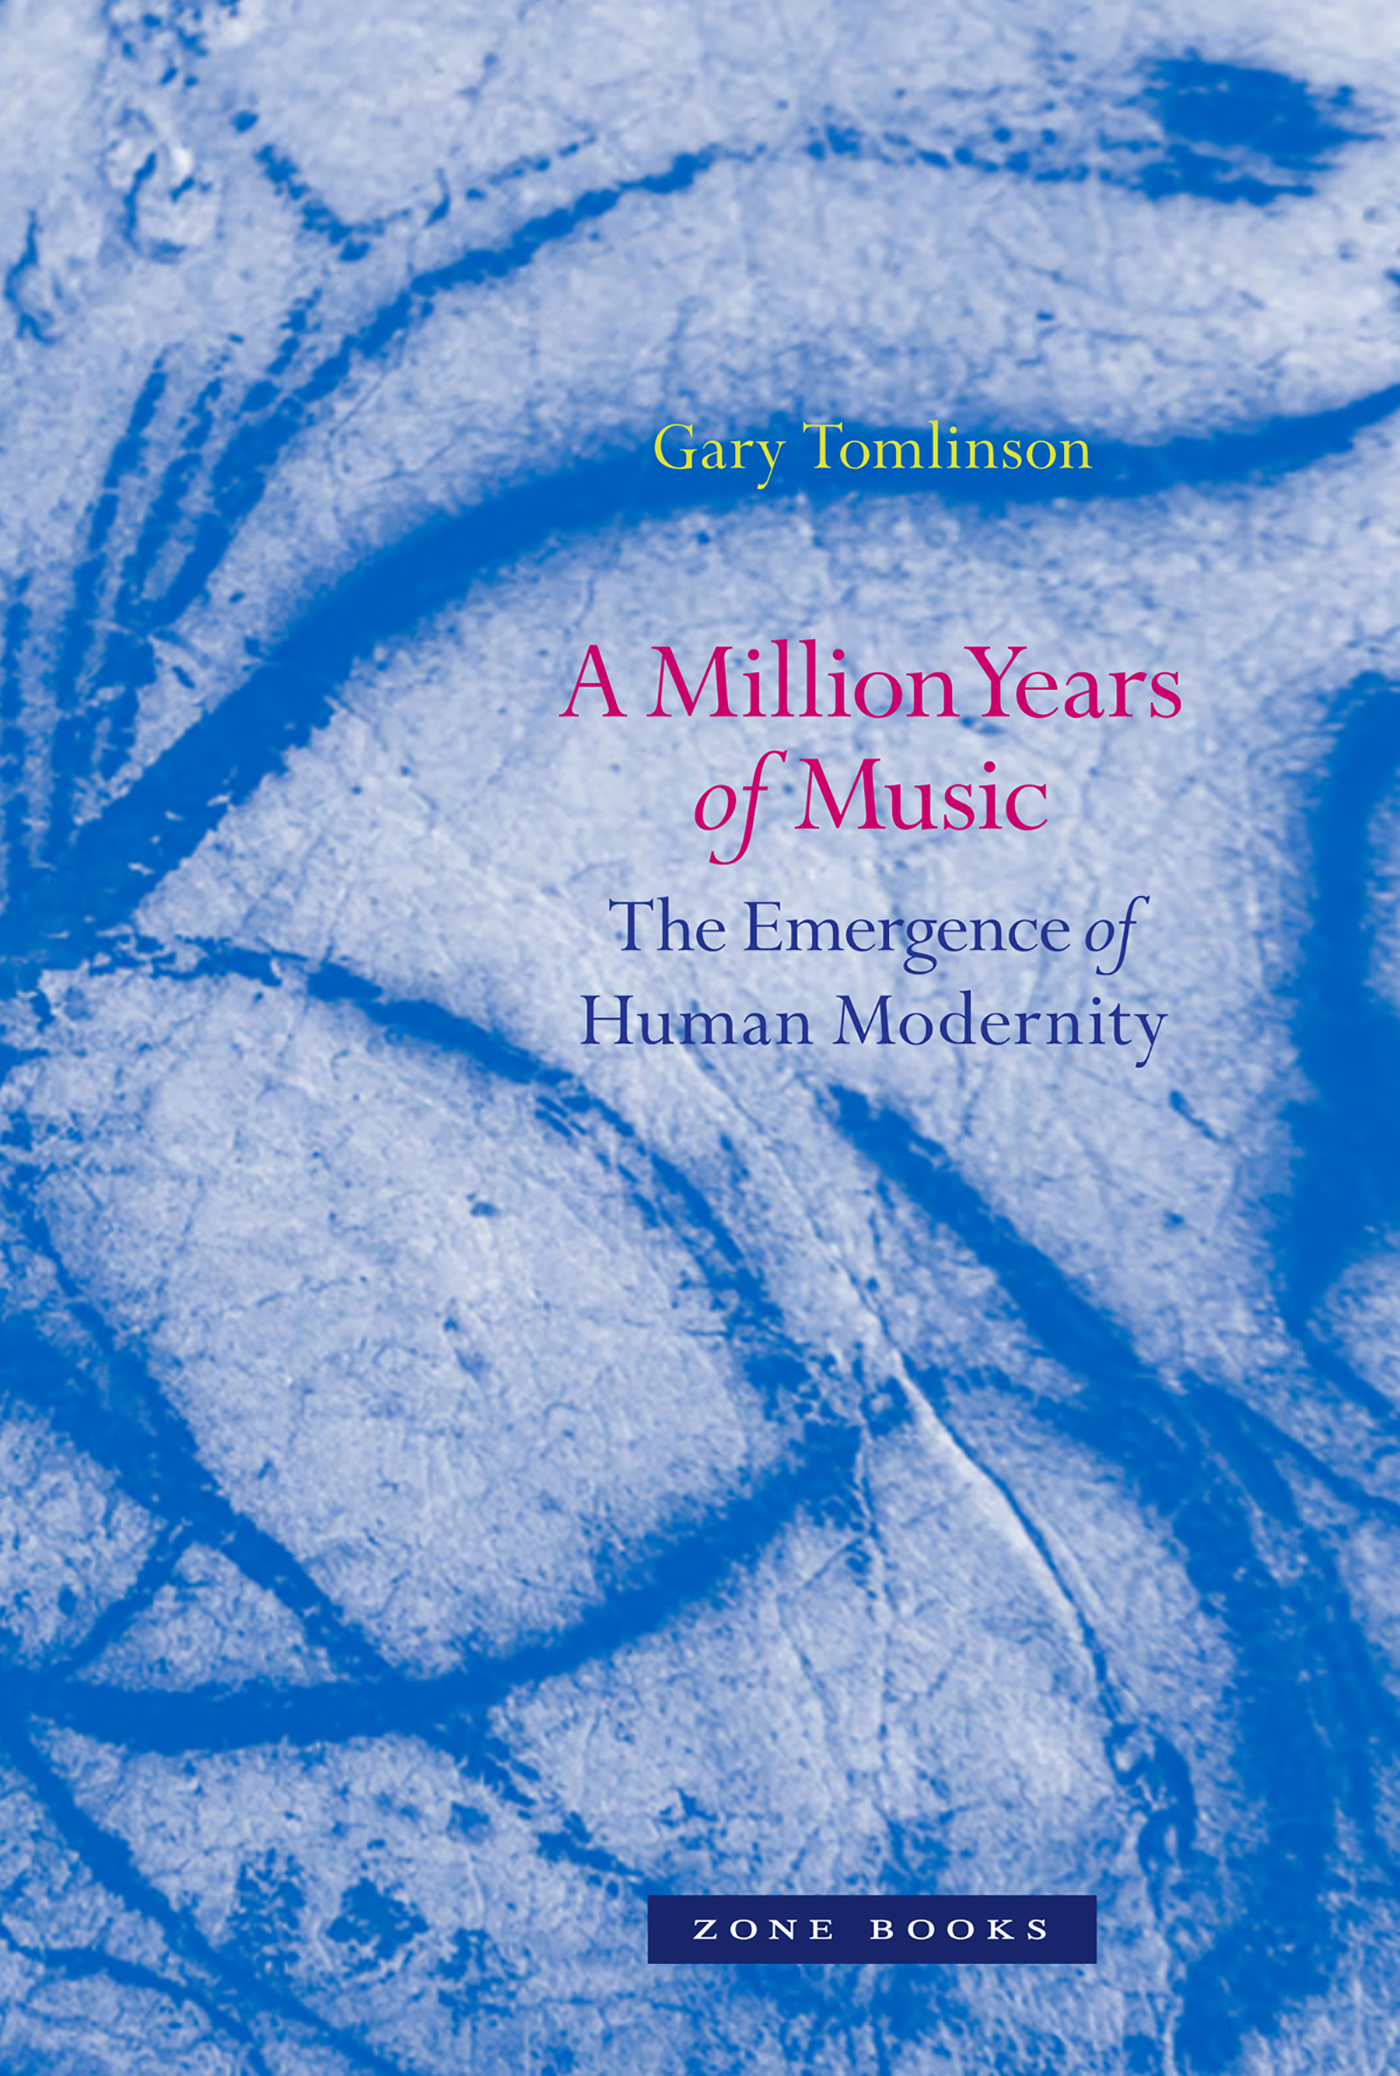 Gary Tomlinson
A Million Years
of Music
The Emergence of
Human Modernity
ZONE BOOKS